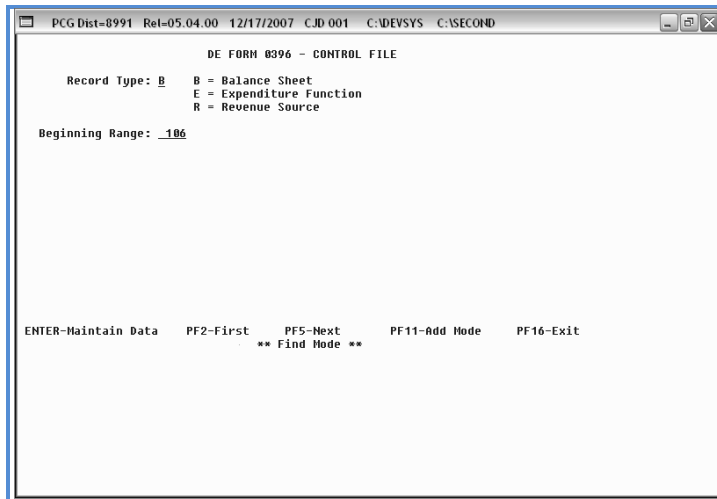 PCG Dist=8991 Rel=05.04.00 12/17/2007 CJD 001 C:\DEVSYS C:\SECOND
DE FORM 0396 - CONTROL FILE
Record Type: B B = Balance Sheet
E = Expenditure Function
R = Revenue Source
Beginning Range: 106
ENTER-Maintain Data PF2-First PF5-Next PF11-Add Mode PF16-Exit
** Find Mode **